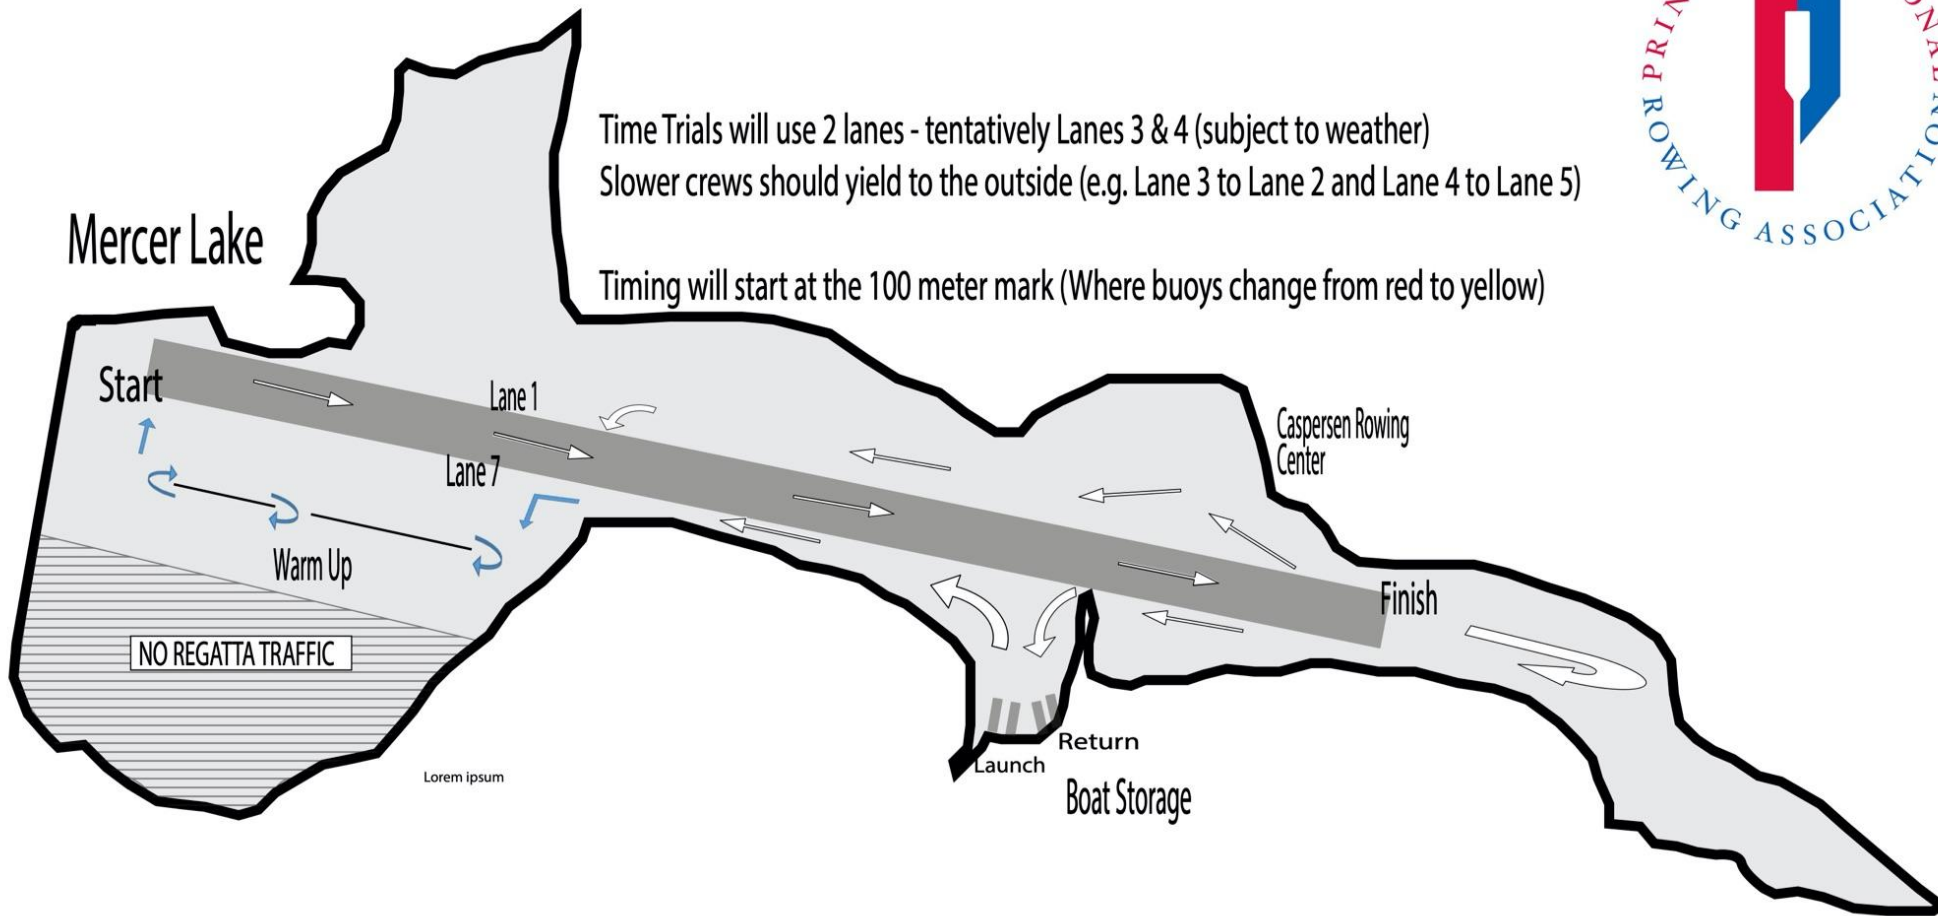 PRIN ONAL
ROWING ASSOCIATION
Time Trials will use 2 lanes - tentatively Lanes 3 & 4 (subject to weather)
Slower crews should yield to the outside (e.g. Lane 3 to Lane 2 and Lane 4 to Lane 5)
Mercer Lake
Timing will start at the 100 meter mark (Where buoys change from red to yellow)
Start
Lane 1
Lane 7
Caspersen Rowing
Center
Warm Up
Finish
NO REGATTA TRAFFIC
Return
Launch
Lorem ipsum
Boat Storage